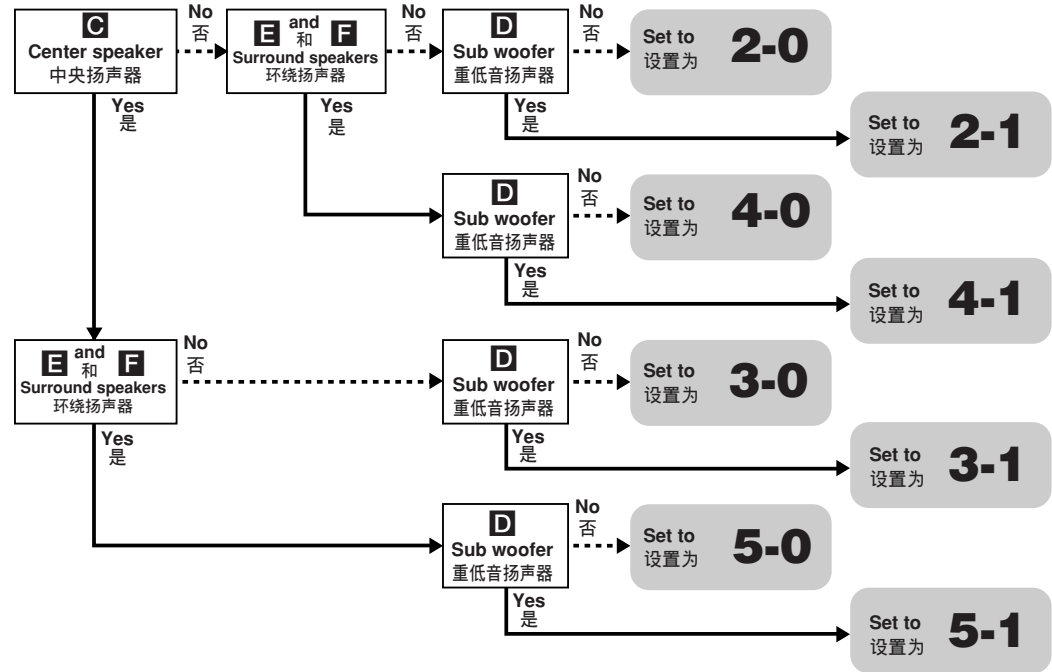 C
Center speaker
中央扬声器
No
否
E and 和 F
Surround speakers
环绕扬声器
No
否
D
Sub woofer
重低音扬声器
No
否
Set to
设置为
2-0
Yes
是
Yes
是
Yes
是
Set to
设置为
2-1
D
Sub woofer
重低音扬声器
No
否
Set to
设置为
4-0
Yes
是
Set to
设置为
4-1
E and 和 F
Surround speakers
环绕扬声器
No
否
D
Sub woofer
重低音扬声器
No
否
Set to
设置为
3-0
Yes
是
Yes
是
Set to
设置为
3-1
D
Sub woofer
重低音扬声器
No
否
Set to
设置为
5-0
Yes
是
Set to
设置为
5-1